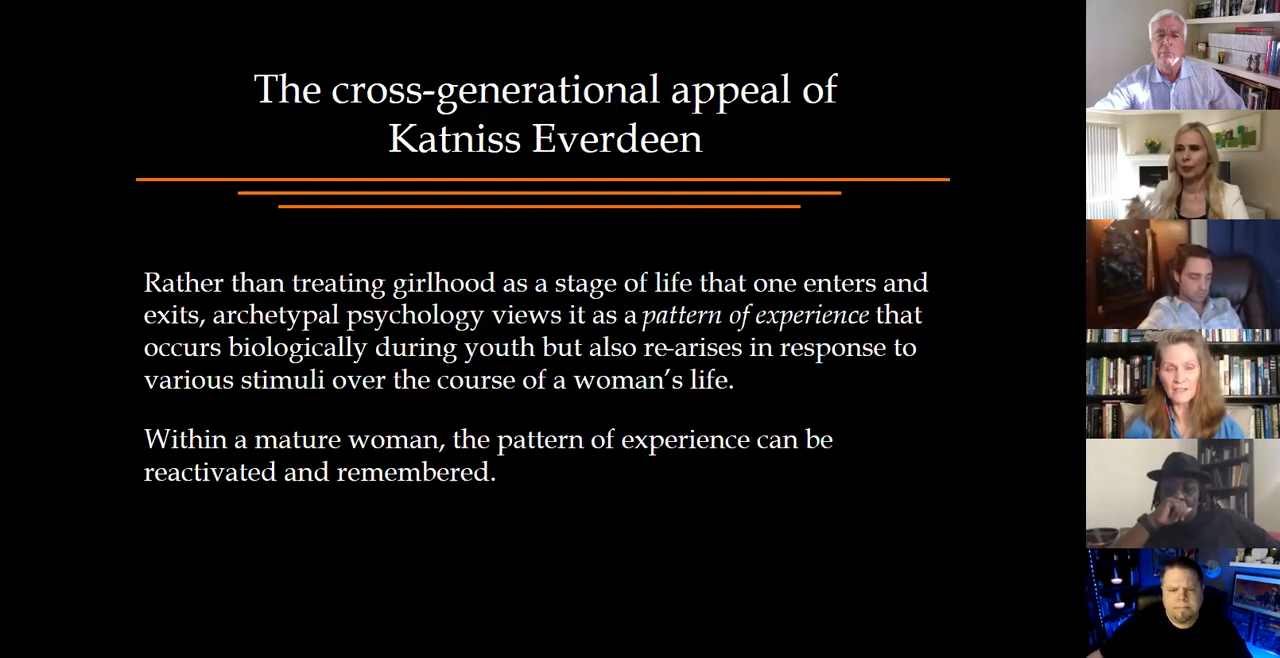 The cross-generational appeal of
Katniss Everdeen
Rather than treating girlhood as a stage of life that one enters and
exits, archetypal psychology views it as a pattern of experience that
occurs biologically during youth but also re-arises in response to
various stimuli over the course of a woman’s life.
Within a mature woman, the pattern of experience can be
reactivated and remembered.